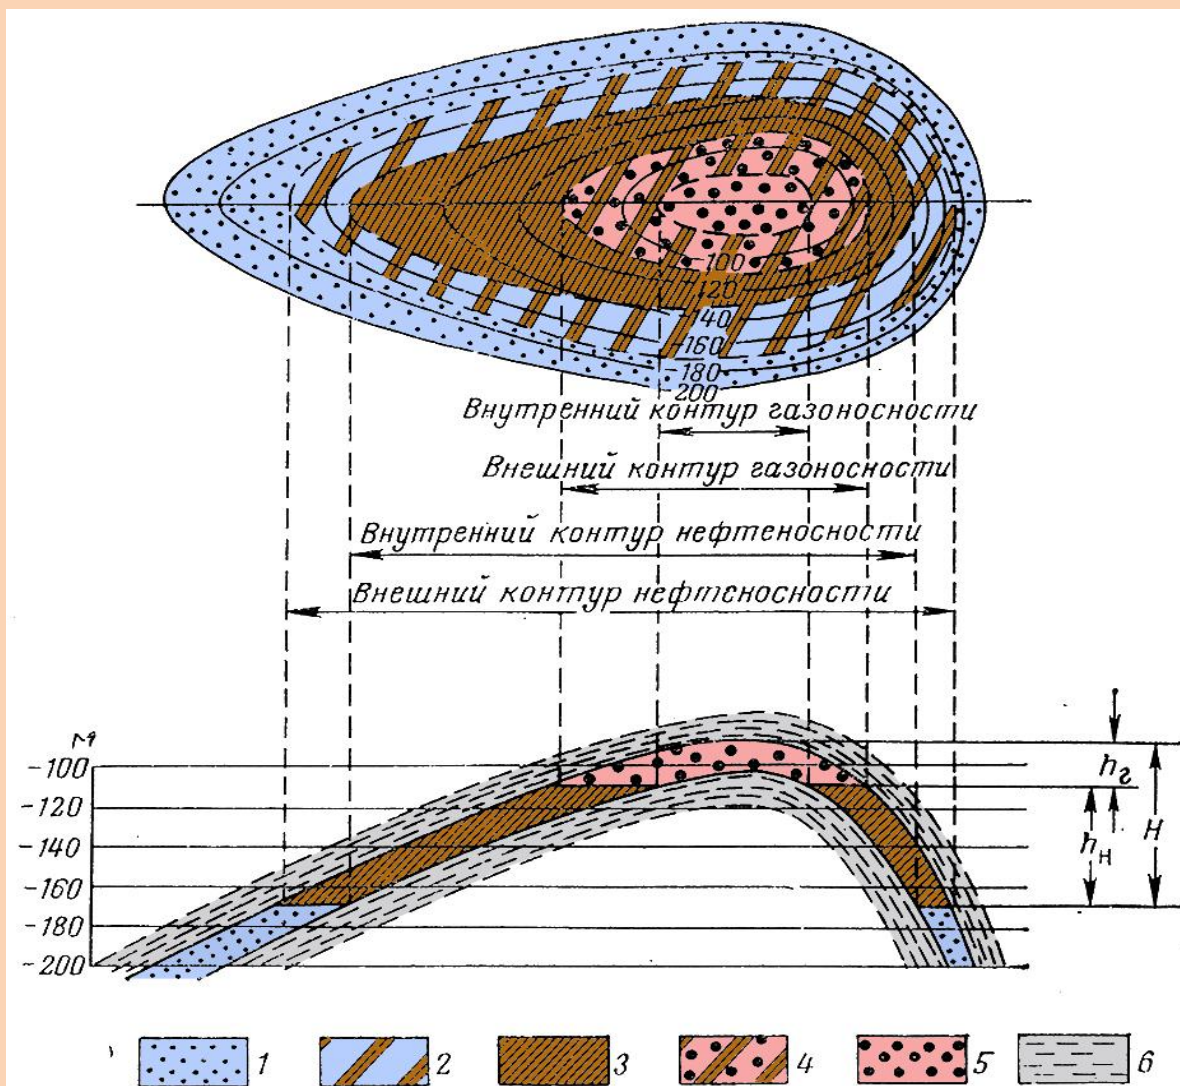 -100
-120
-140
-160
-180
-200
Внутренний контур газоносности
Внешний контур газоносности
Внутренний контур нефтеносности
Внешний контур нефтеносности
м
-100
-120
-140
-160
-180
-200
hг
hн
H
1 2 3 4 5 6